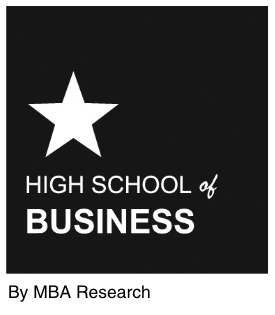 HIGH SCHOOL of
BUSINESS
By MBA Research